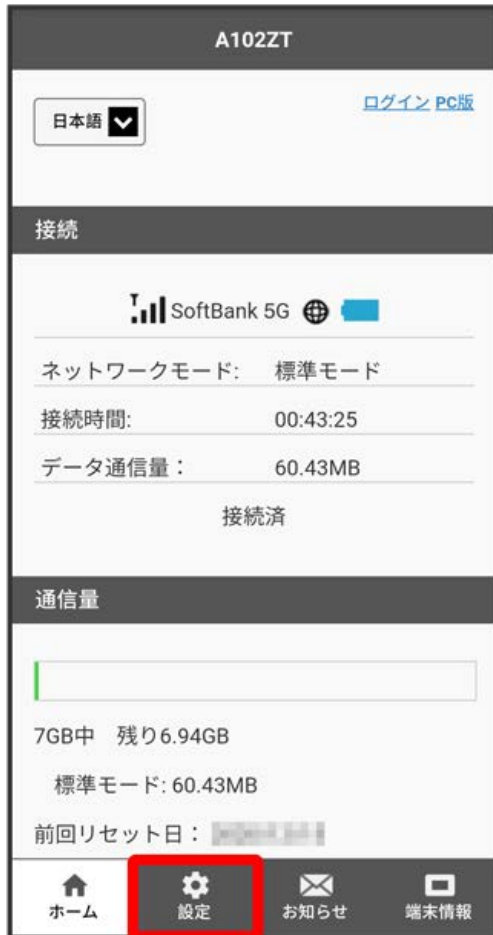 A102ZT
日本語
ログイン PC版
接続
SoftBank 5G
ネットワークモード: 標準モード
接続時間: 00:43:25
データ通信量： 60.43MB
接続済
通信量
7GB中 残り6.94GB
標準モード: 60.43MB
前回リセット日：
ホーム 設定 お知らせ 端末情報